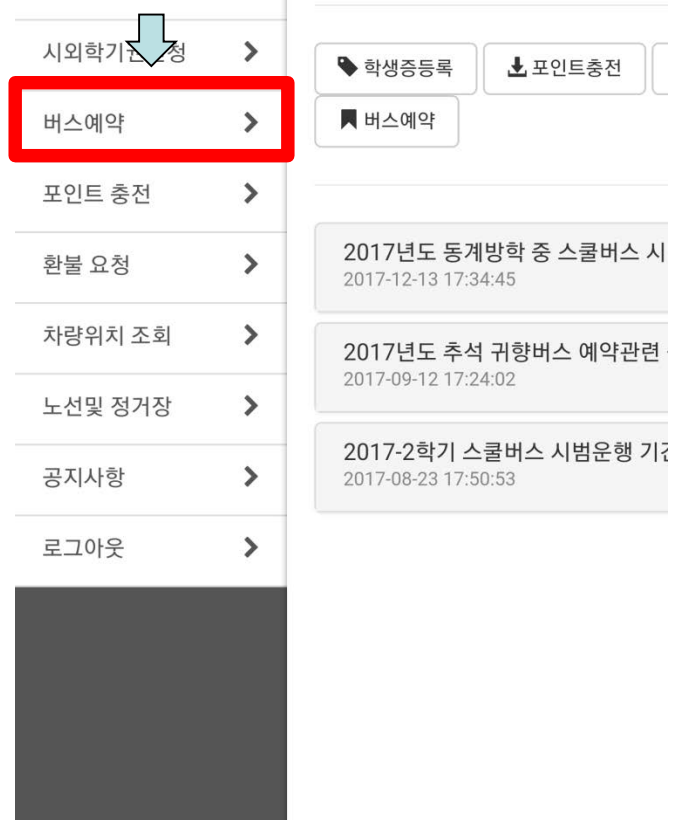 시외학기권신청
버스예약
포인트 충전
환불 요청
차량위치 조회
노선및 정거장
공지사항
로그아웃
학생증등록
포인트충전
버스예약
2017년도 동계방학 중 스쿨버스 시
2017-12-13 17:34:45
2017년도 추석 귀향버스 예약관련
2017-09-12 17:24:02
2017-2학기 스쿨버스 시범운행 기간
2017-08-23 17:50:53